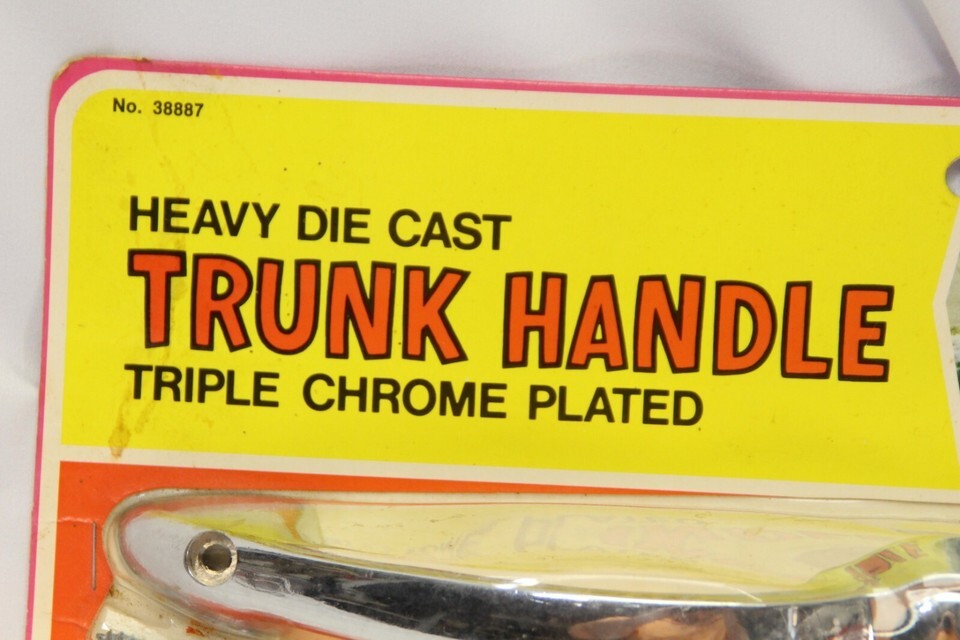 No. 38887
HEAVY DIE CAST
TRUNK HANDLE
TRIPLE CHROME PLATED